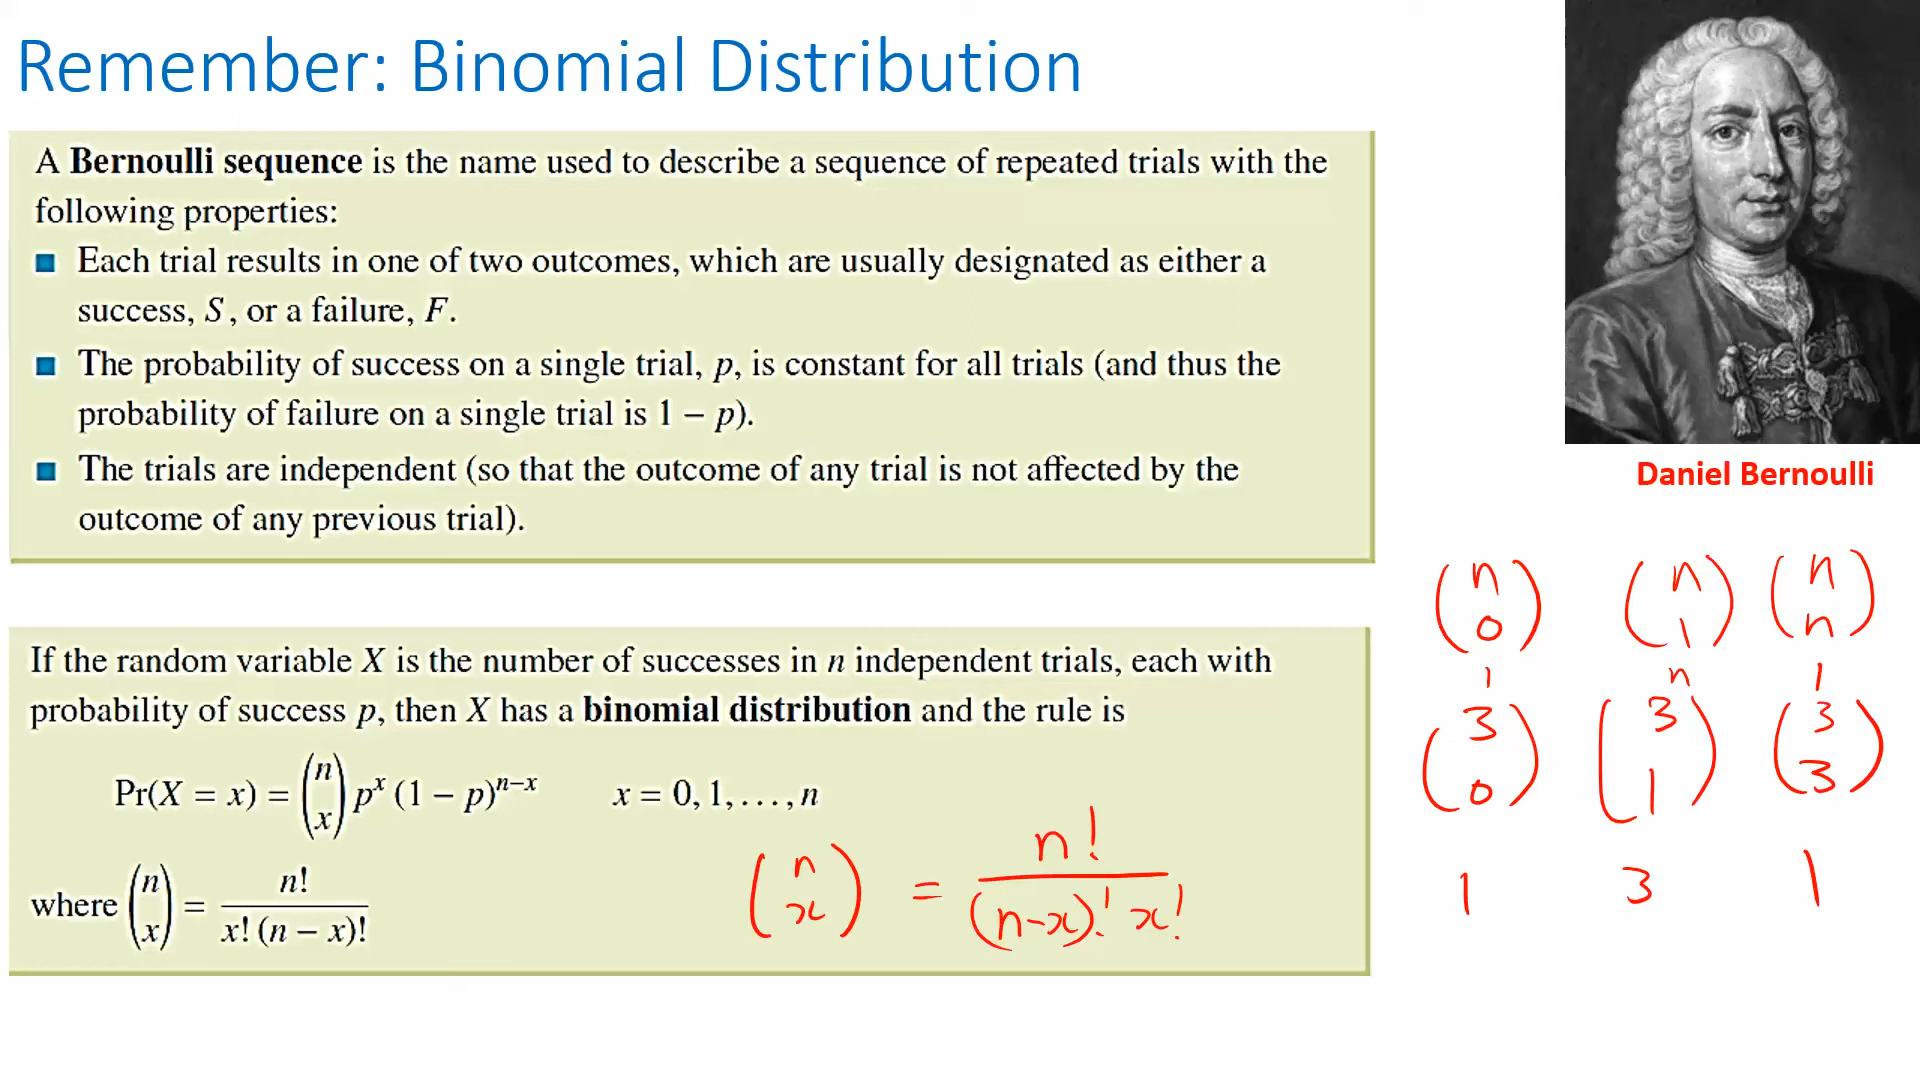 Remember: Binomial Distribution
A Bernoulli sequence is the name used to describe a sequence of repeated trials with the
following properties:
■ Each trial results in one of two outcomes, which are usually designated as either a
success, S, or a failure, F.
■ The probability of success on a single trial, p, is constant for all trials (and thus the
probability of failure on a single trial is 1 − p).
■ The trials are independent (so that the outcome of any trial is not affected by the
outcome of any previous trial).
Daniel Bernoulli
If the random variable X is the number of successes in n independent trials, each with
probability of success p, then X has a binomial distribution and the rule is
Pr(X = x) = (n x) p^x (1 − p)^{n−x} x = 0, 1, . . . , n
where (n x) = n! / x! (n − x)!
(n x) = n! / (n-x)! x!
(n 0) (n 1) (n n)
1 n 1
(3 0) (3 1) (3 3)
1 3 1